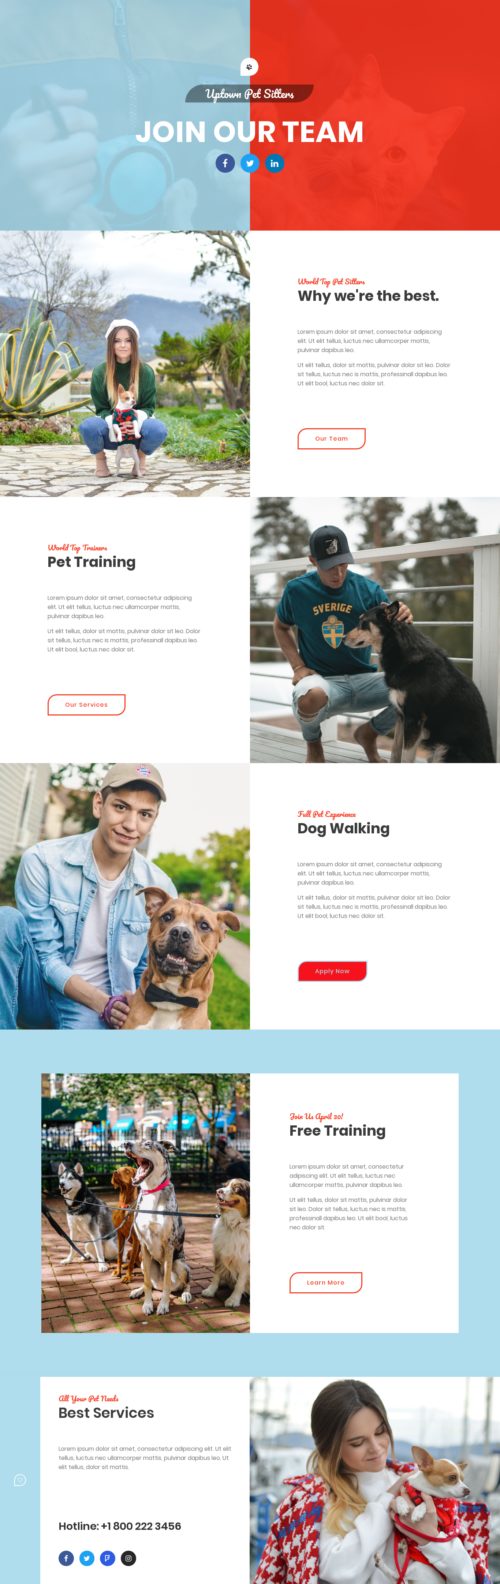 Uptown Pet Sitters
JOIN OUR TEAM
World Top Pet Sitters
Why we're the best.
Lorem ipsum dolor sit amet, consectetur adipiscing
elit. Ut elit tellus, luctus nec ullamcorper mattis,
pulvinar dapibus leo.
Ut elit tellus, dolor sit mattis, pulvinar dolor sit leo. Dolor
sit tellus, luctus nec is mattis, professinall dapibus leo.
Ut elit bool, luctus nec dolor sit.
Our Team
World Top Trainers
Pet Training
Lorem ipsum dolor sit amet, consectetur adipiscing
elit. Ut elit tellus, luctus nec ullamcorper mattis,
pulvinar dapibus leo.
Ut elit tellus, dolor sit mattis, pulvinar dolor sit leo. Dolor
sit tellus, luctus nec is mattis, professinall dapibus leo.
Ut elit bool, luctus nec dolor sit.
Our Services
SVERIGE
Full Pet Experience
Dog Walking
Lorem ipsum dolor sit amet, consectetur adipiscing
elit. Ut elit tellus, luctus nec ullamcorper mattis,
pulvinar dapibus leo.
Ut elit tellus, dolor sit mattis, pulvinar dolor sit leo. Dolor
sit tellus, luctus nec is mattis, professinall dapibus leo.
Ut elit bool, luctus nec dolor sit.
Apply Now
Join Us April 20!
Free Training
Lorem ipsum dolor sit amet, consectetur
adipiscing elit. Ut elit tellus, luctus nec
ullamcorper mattis, pulvinar dapibus leo.
Ut elit tellus, dolor sit mattis, pulvinar dolor
sit leo. Dolor sit tellus, luctus nec is mattis,
professinall dapibus leo. Ut elit bool, luctus
nec dolor sit
Learn More
All Your Pet Needs
Best Services
Lorem ipsum dolor sit amet, consectetur adipiscing elit. Ut elit
tellus, luctus nec ullamcorper mattis, pulvinar dapibus leo. Ut
elit tellus, dolor sit mattis.
Hotline: +1 800 222 3456